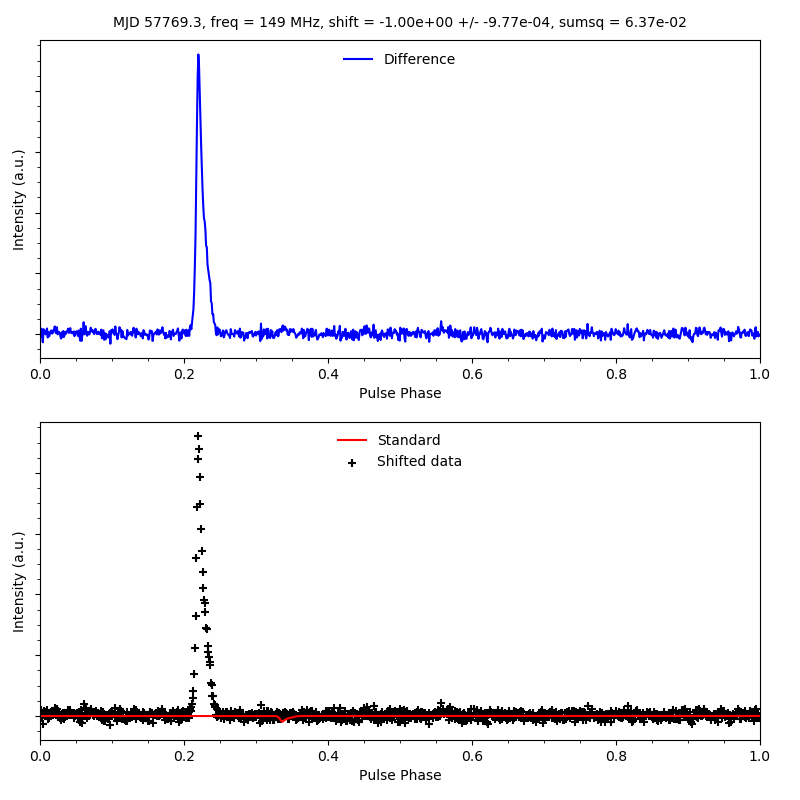 MJD 57769.3, freq = 149 MHz, shift = -1.00e+00 +/- -9.77e-04, sumsq = 6.37e-02
Difference
Intensity (a.u.)
0.0 0.2 0.4 0.6 0.8 1.0
Pulse Phase
Standard
Shifted data
Intensity (a.u.)
0.0 0.2 0.4 0.6 0.8 1.0
Pulse Phase